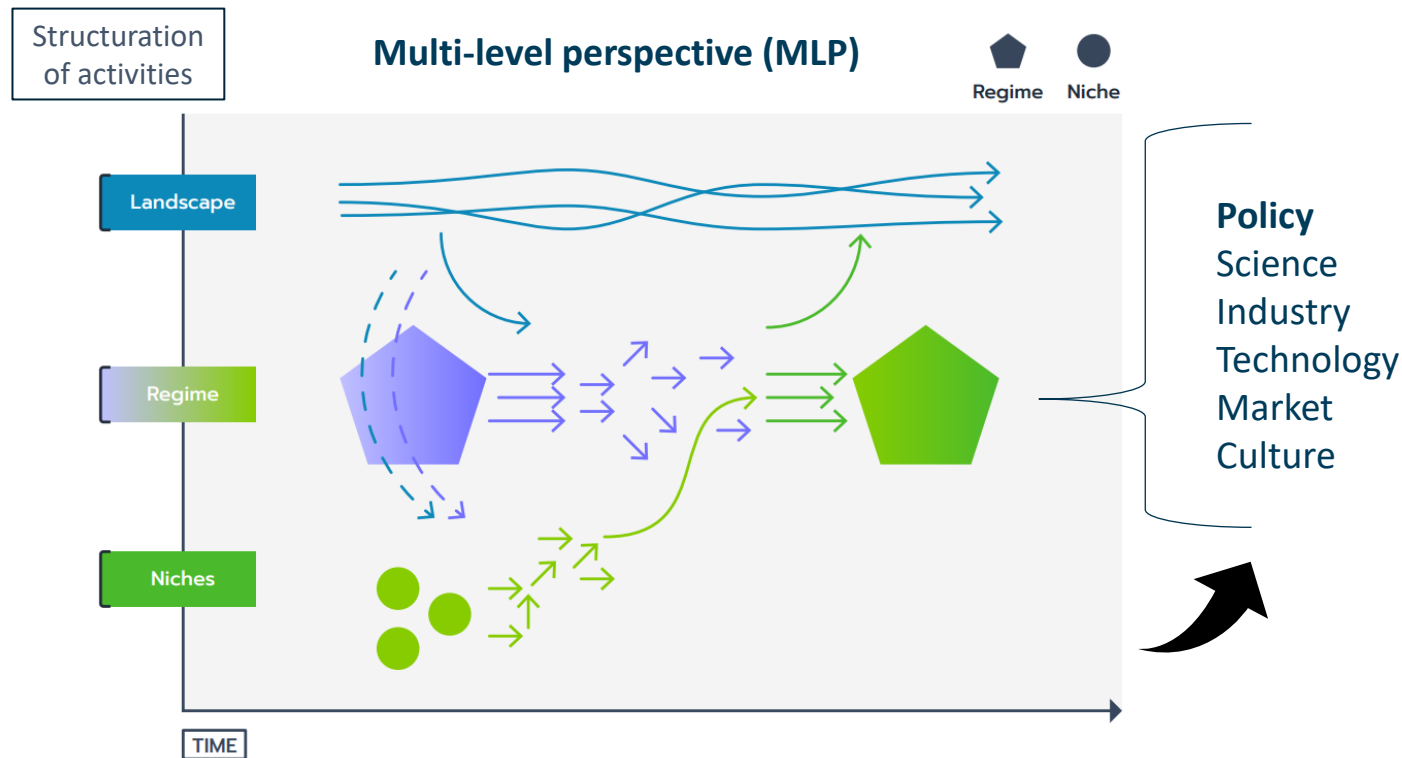 Structuration
of activities
Multi-level perspective (MLP)
Regime
Niche
Landscape
Regime
Niches
TIME
Policy
Science
Industry
Technology
Market
Culture